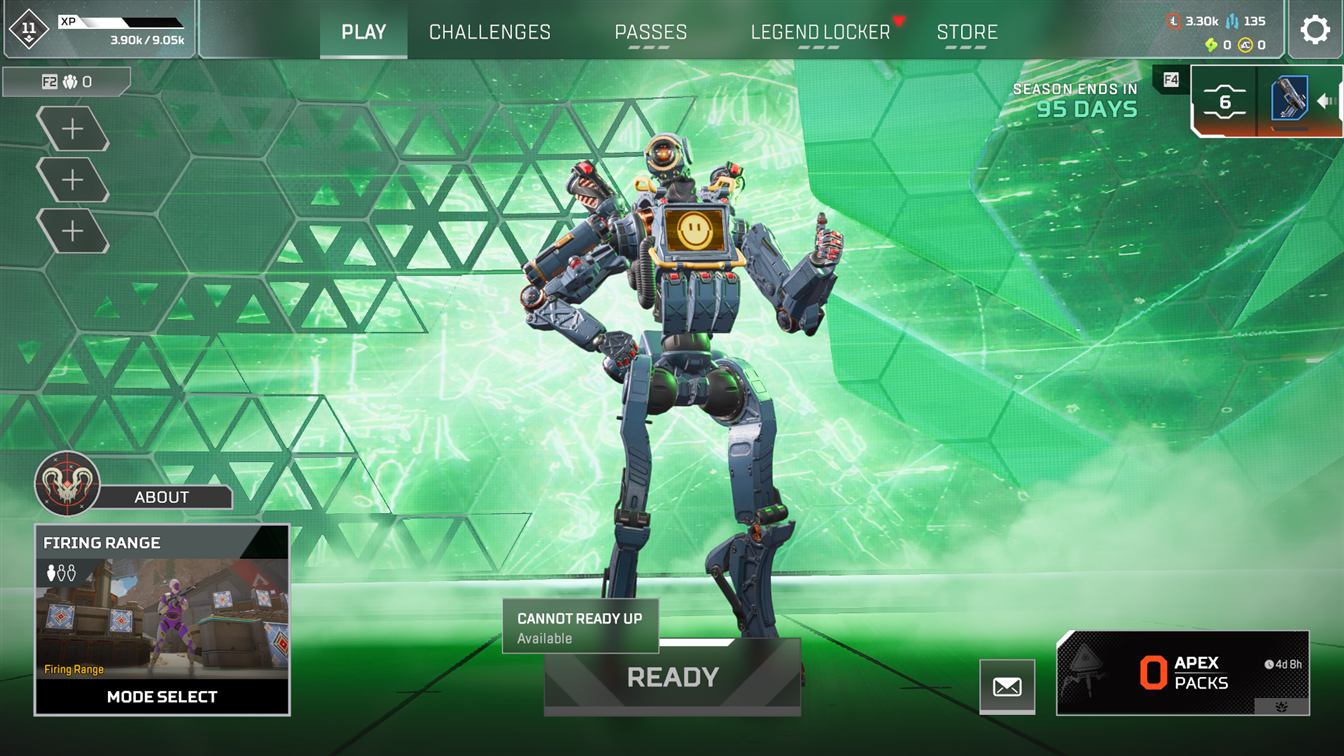 11
XP
3.90k/9.05k
PLAY
CHALLENGES
PASSES
LEGEND LOCKER
STORE
3.30k
135
0
0
F2
0
SEASON ENDS IN
95 DAYS
F4
6
ABOUT
FIRING RANGE
Firing Range
MODE SELECT
CANNOT READY UP
Available
READY
0
APEX
PACKS
4d 8h